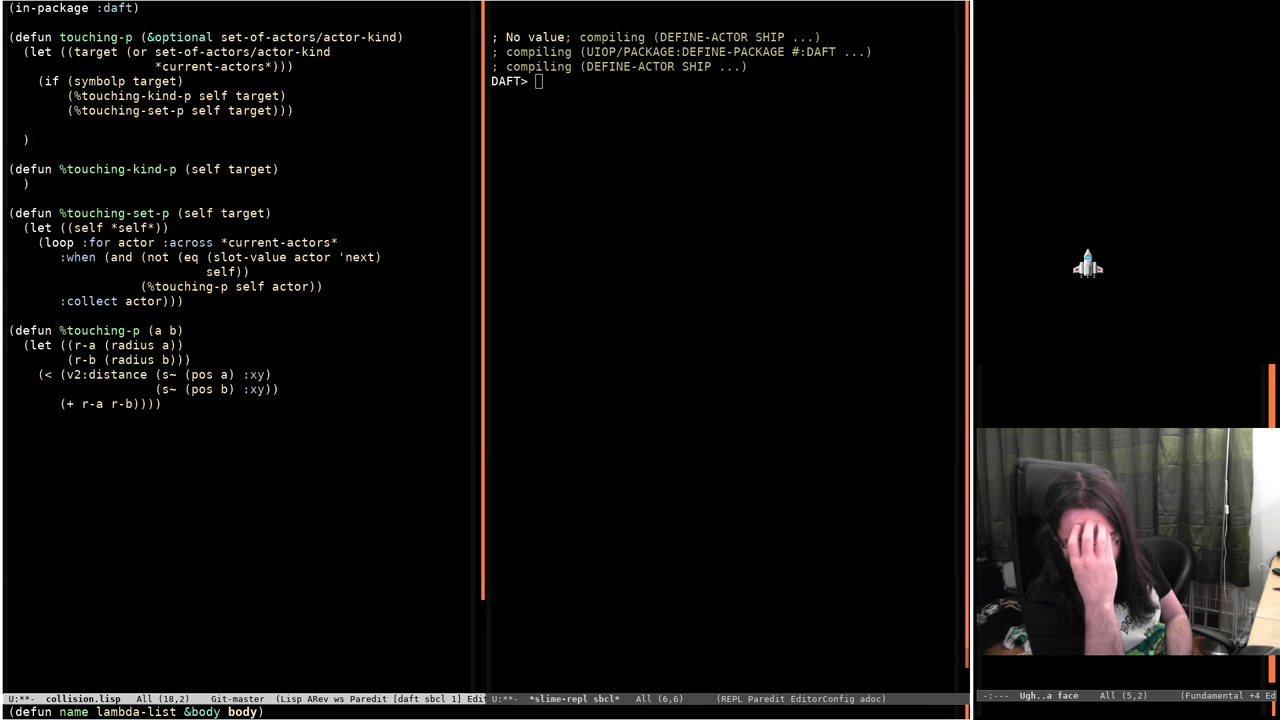 (in-package :daft)
(defun touching-p (&optional set-of-actors/actor-kind)
(let ((target (or set-of-actors/actor-kind
*current-actors*)))
(if (symbolp target)
(%touching-kind-p self target)
(%touching-set-p self target)))
)
(defun %touching-kind-p (self target)
)
(defun %touching-set-p (self target)
(let ((self *self*))
(loop :for actor :across *current-actors*
:when (and (not (eq (slot-value actor 'next)
self))
(%touching-p self actor))
:collect actor)))
(defun %touching-p (a b)
(let ((r-a (radius a))
(r-b (radius b)))
(< (v2:distance (s~ (pos a) :xy)
(s~ (pos b) :xy))
(+ r-a r-b))))
U:**- collision.lisp All (18,2) Git-master (Lisp ARev ws Paredit [daft sbcl 1] Edit
(defun name lambda-list &body body)
; No value; compiling (DEFINE-ACTOR SHIP ...)
; compiling (UIOP/PACKAGE:DEFINE-PACKAGE #:DAFT ...)
; compiling (DEFINE-ACTOR SHIP ...)
DAFT>
U:**- *slime-repl sbcl* All (6,6) (REPL Paredit EditorConfig adoc)
-:--- Ugh..a face All (5,2) (Fundamental +4 Ed